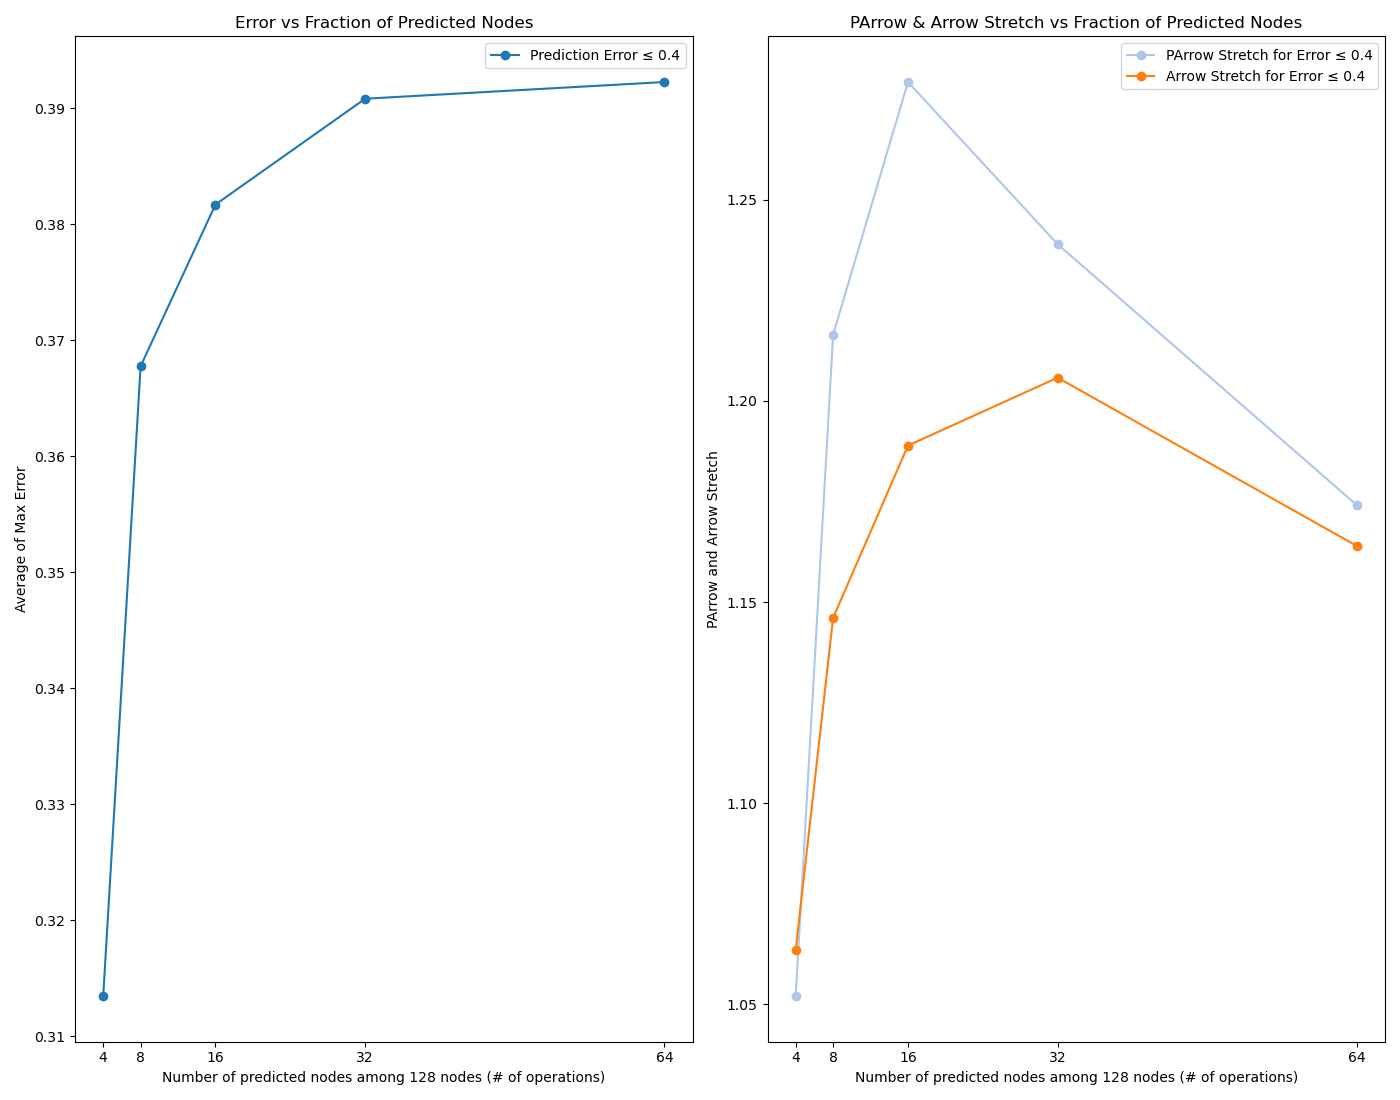 Error vs Fraction of Predicted Nodes
Prediction Error ≤ 0.4
0.39
0.38
0.37
0.36
0.35
0.34
0.33
0.32
0.31
Average of Max Error
4 8 16 32 64
Number of predicted nodes among 128 nodes (# of operations)
PArrow & Arrow Stretch vs Fraction of Predicted Nodes
PArrow Stretch for Error ≤ 0.4
Arrow Stretch for Error ≤ 0.4
1.25
1.20
1.15
1.10
1.05
PArrow and Arrow Stretch
4 8 16 32 64
Number of predicted nodes among 128 nodes (# of operations)